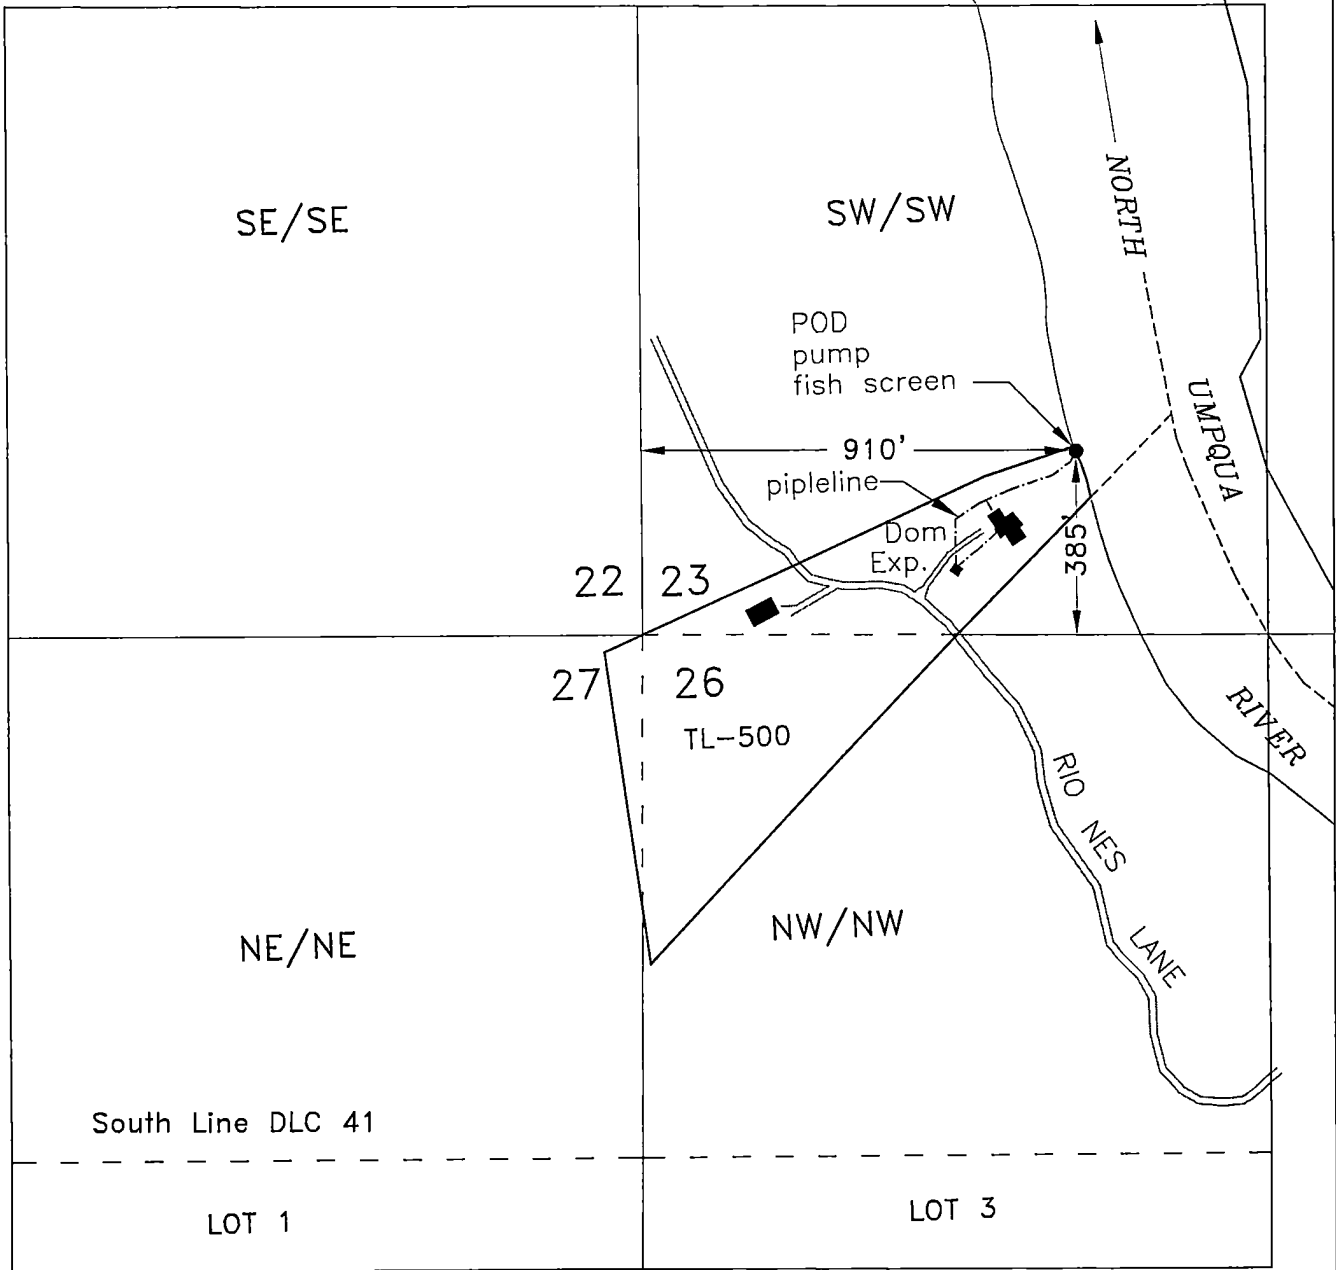 SE/SE
SW/SW
NORTH
UMPQUA
RIVER
POD
pump
fish screen
910'
pipleline
385'
Dom
Exp.
22
23
27
26
TL-500
RIO NES LANE
NE/NE
NW/NW
South Line DLC 41
LOT 1
LOT 3